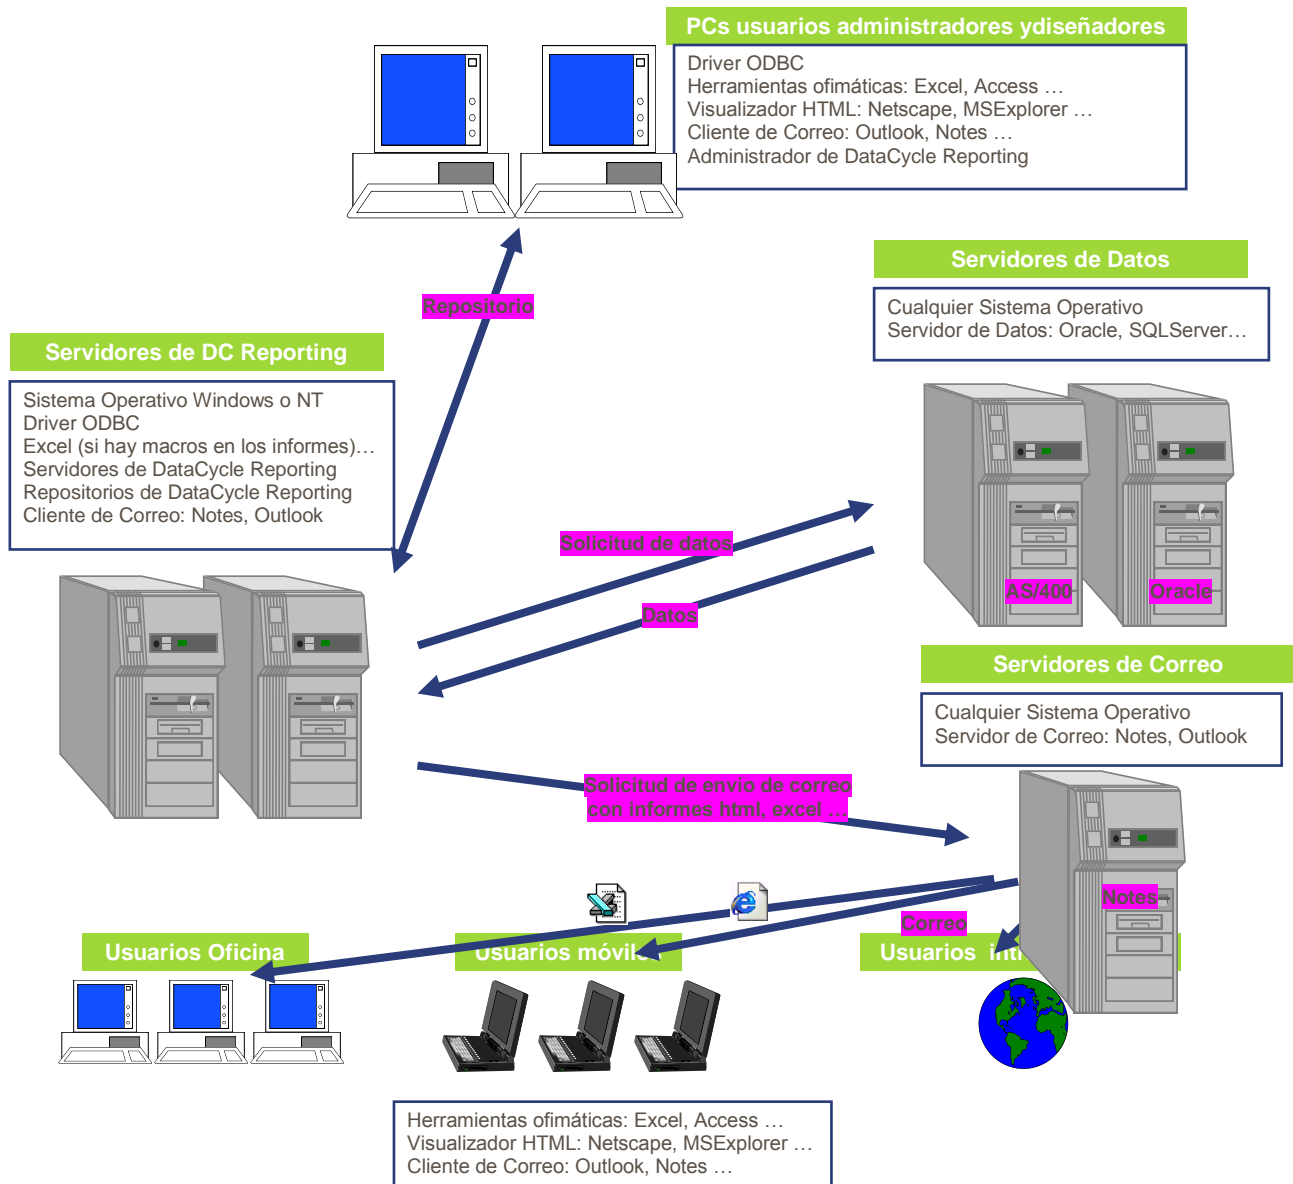 PCs usuarios administradores ydiseñadores
Driver ODBC
Herramientas ofimáticas: Excel, Access …
Visualizador HTML: Netscape, MSExplorer …
Cliente de Correo: Outlook, Notes …
Administrador de DataCycle Reporting
Servidores de Datos
Cualquier Sistema Operativo
Servidor de Datos: Oracle, SQLServer…
Repositorio
Servidores de DC Reporting
Sistema Operativo Windows o NT
Driver ODBC
Excel (si hay macros en los informes)…
Servidores de DataCycle Reporting
Repositorios de DataCycle Reporting
Cliente de Correo: Notes, Outlook
Solicitud de datos
Datos
AS/400
Oracle
Servidores de Correo
Cualquier Sistema Operativo
Servidor de Correo: Notes, Outlook
Solicitud de envío de correo
con informes html, excel …
Notes
Correo
Usuarios Oficina
Usuarios móviles
Usuarios
Herramientas ofimáticas: Excel, Access …
Visualizador HTML: Netscape, MSExplorer …
Cliente de Correo: Outlook, Notes …